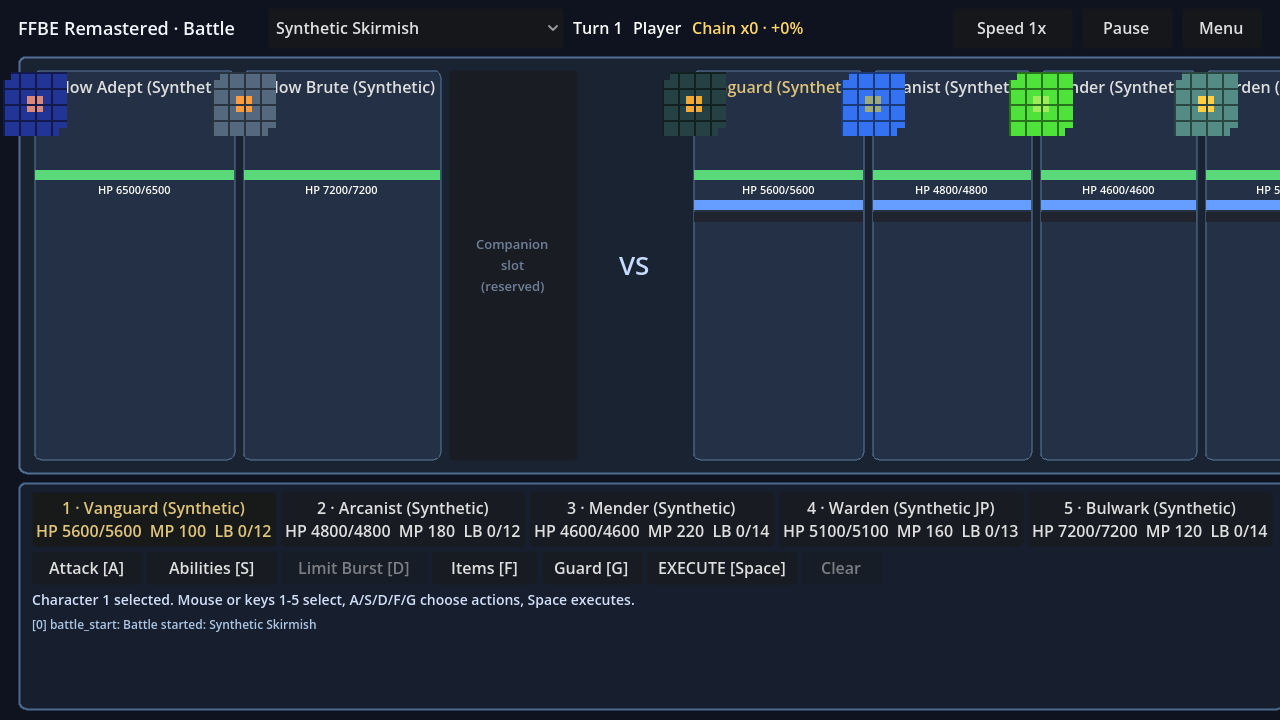 FFBE Remastered · Battle
Synthetic Skirmish
Turn 1 Player Chain x0 · +0%
Speed 1x
Pause
Menu
Adept (Synthet
Brute (Synthetic)
(Synthet
(Synthet
(Synthet
HP 6500/6500
HP 7200/7200
HP 5600/5600
HP 4800/4800
HP 4600/4600
HP 5
Companion
slot
(reserved)
VS
1 · Vanguard (Synthetic)
HP 5600/5600 MP 100 LB 0/12
2 · Arcanist (Synthetic)
HP 4800/4800 MP 180 LB 0/12
3 · Mender (Synthetic)
HP 4600/4600 MP 220 LB 0/14
4 · Warden (Synthetic JP)
HP 5100/5100 MP 160 LB 0/13
5 · Bulwark (Synthetic)
HP 7200/7200 MP 120 LB 0/14
Attack [A]
Abilities [S]
Limit Burst [D]
Items [F]
Guard [G]
EXECUTE [Space]
Clear
Character 1 selected. Mouse or keys 1-5 select, A/S/D/F/G choose actions, Space executes.
[0] battle_start: Battle started: Synthetic Skirmish